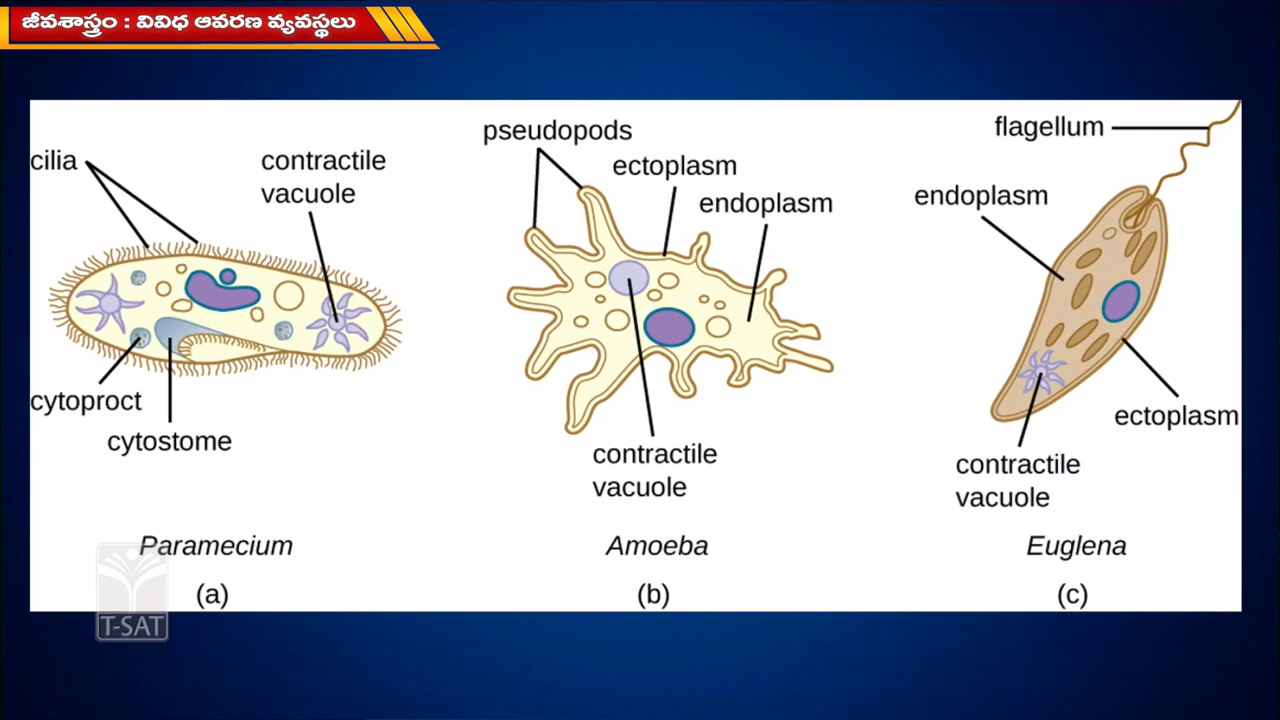 జీవశాస్త్రం : వివిధ ఆవరణ వ్యవస్థలు
cilia
contractile
vacuole
cytoproct
cytostome
Paramecium
(a)
pseudopods
ectoplasm
endoplasm
contractile
vacuole
Amoeba
(b)
flagellum
endoplasm
ectoplasm
contractile
vacuole
Euglena
(c)
T-SAT